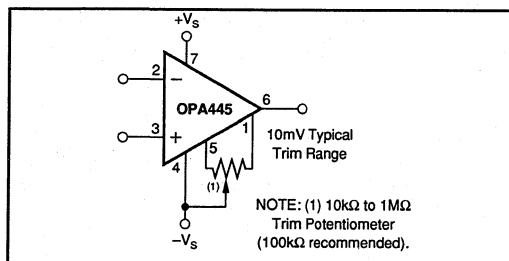 +Vs
7
2
−
OPA445
6
3
+
1
5
4
10mV Typical
Trim Range
(1)
−Vs
NOTE: (1) 10kΩ to 1MΩ
Trim Potentiometer
(100kΩ recommended).